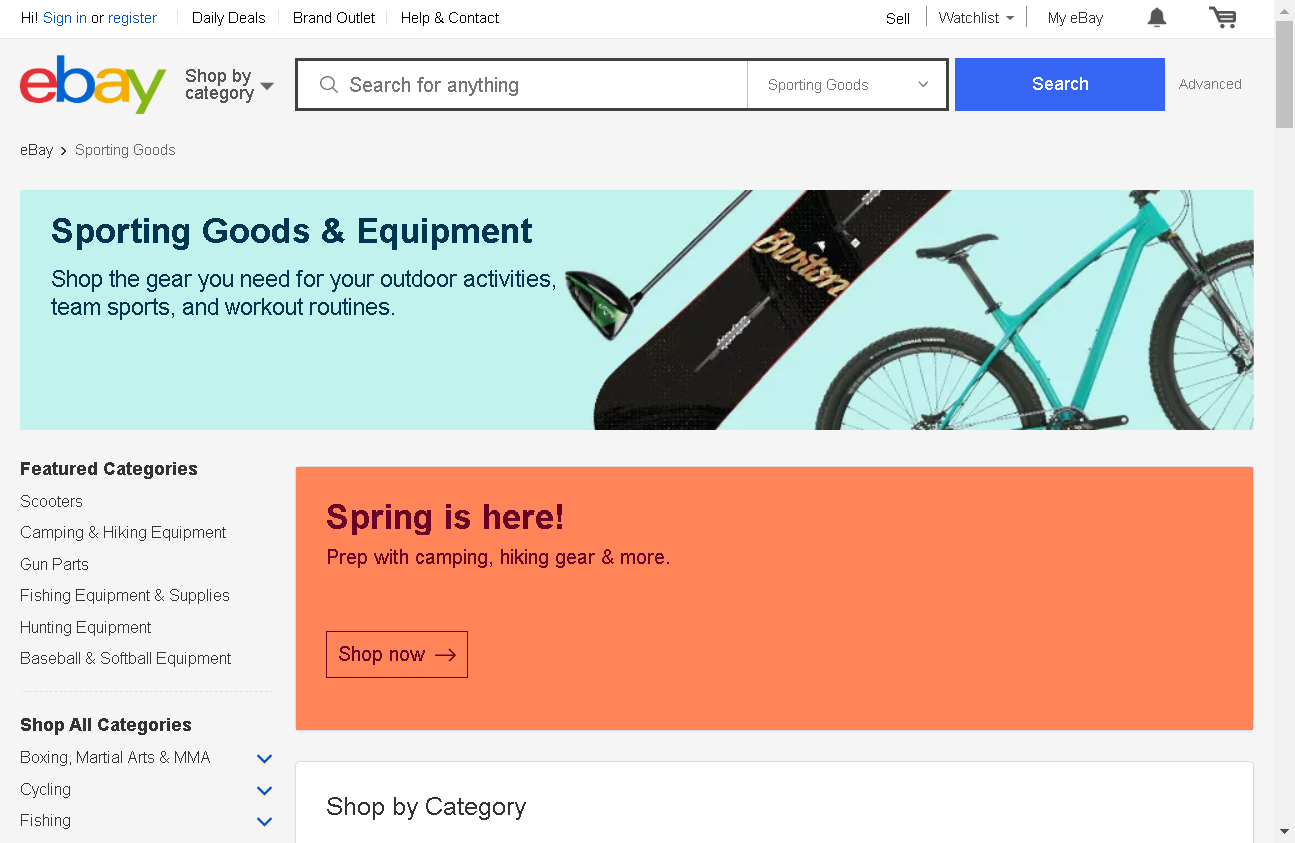 Hi! Sign in or register
Daily Deals
Brand Outlet
Help & Contact
Sell
Watchlist
My eBay
ebay
Shop by
category
Search for anything
Sporting Goods
Search
Advanced
eBay
Sporting Goods
Sporting Goods & Equipment
Shop the gear you need for your outdoor activities,
team sports, and workout routines.
Burton
Featured Categories
Scooters
Camping & Hiking Equipment
Gun Parts
Fishing Equipment & Supplies
Hunting Equipment
Baseball & Softball Equipment
Shop All Categories
Boxing, Martial Arts & MMA
Cycling
Fishing
Spring is here!
Prep with camping, hiking gear & more.
Shop now
Shop by Category